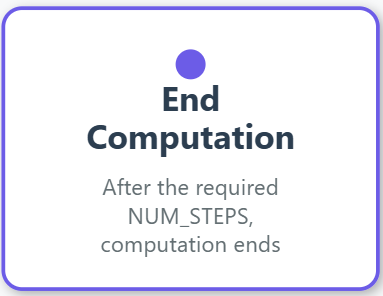 End
Computation
After the required
NUM_STEPS,
computation ends